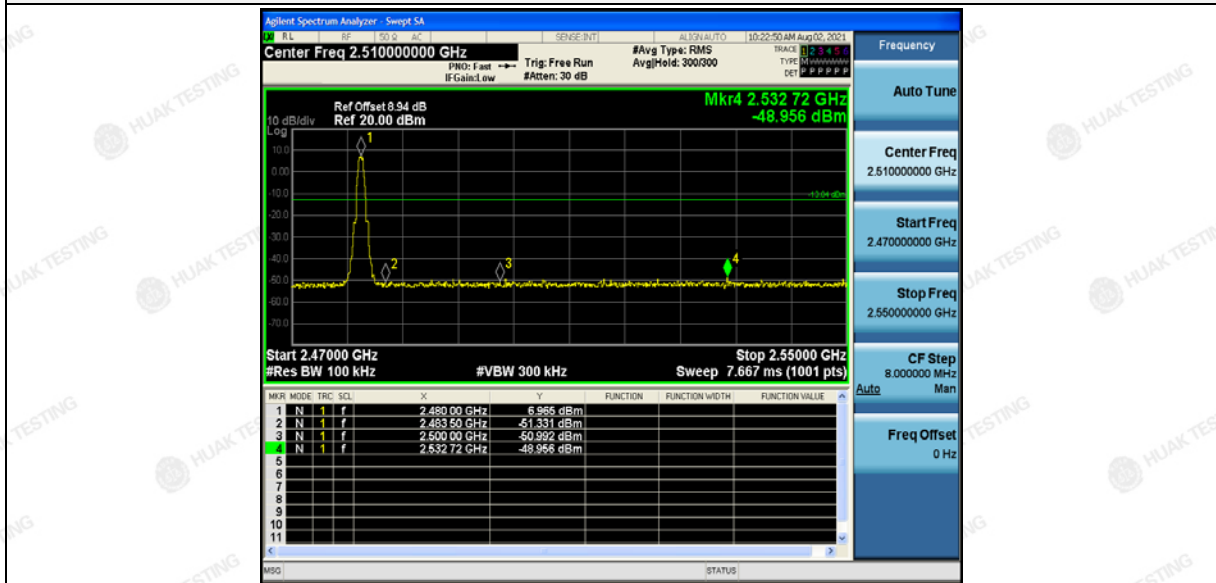 Agilent Spectrum Analyzer - Swept SA
RL RF 50 Ω AC SENSE:INT ALIGN AUTO 10:22:50 AM Aug 02, 2021
Center Freq 2.510000000 GHz
PNO: Fast
IFGain:Low
Trig: Free Run
#Atten: 30 dB
#Avg Type: RMS
Avg|Hold: 300/300
TRACE 1 2 3 4 5 6
TYPE M
DET P P P P P P
Mkr4 2.532 72 GHz
-48.956 dBm
Ref Offset 8.94 dB
10 dB/div Ref 20.00 dBm
Log
10.0
0.00
-10.0
-20.0
-30.0
-40.0
-50.0
-60.0
-70.0
1
2
3
4
-13.04 dBm
Start 2.47000 GHz Stop 2.55000 GHz
#Res BW 100 kHz #VBW 300 kHz Sweep 7.667 ms (1001 pts)
MKR MODE TRC SCL X Y FUNCTION FUNCTION WIDTH FUNCTION VALUE
1 N 1 f 2.480 00 GHz 6.965 dBm
2 N 1 f 2.483 50 GHz -51.331 dBm
3 N 1 f 2.500 00 GHz -50.992 dBm
4 N 1 f 2.532 72 GHz -48.956 dBm
5
6
7
8
9
10
11
MSG STATUS
Frequency
Auto Tune
Center Freq
2.510000000 GHz
Start Freq
2.470000000 GHz
Stop Freq
2.550000000 GHz
CF Step
8.000000 MHz
Auto Man
Freq Offset
0 Hz
HUAK TESTING
HUAK TESTING
HUAK TESTING
HUAK TESTING